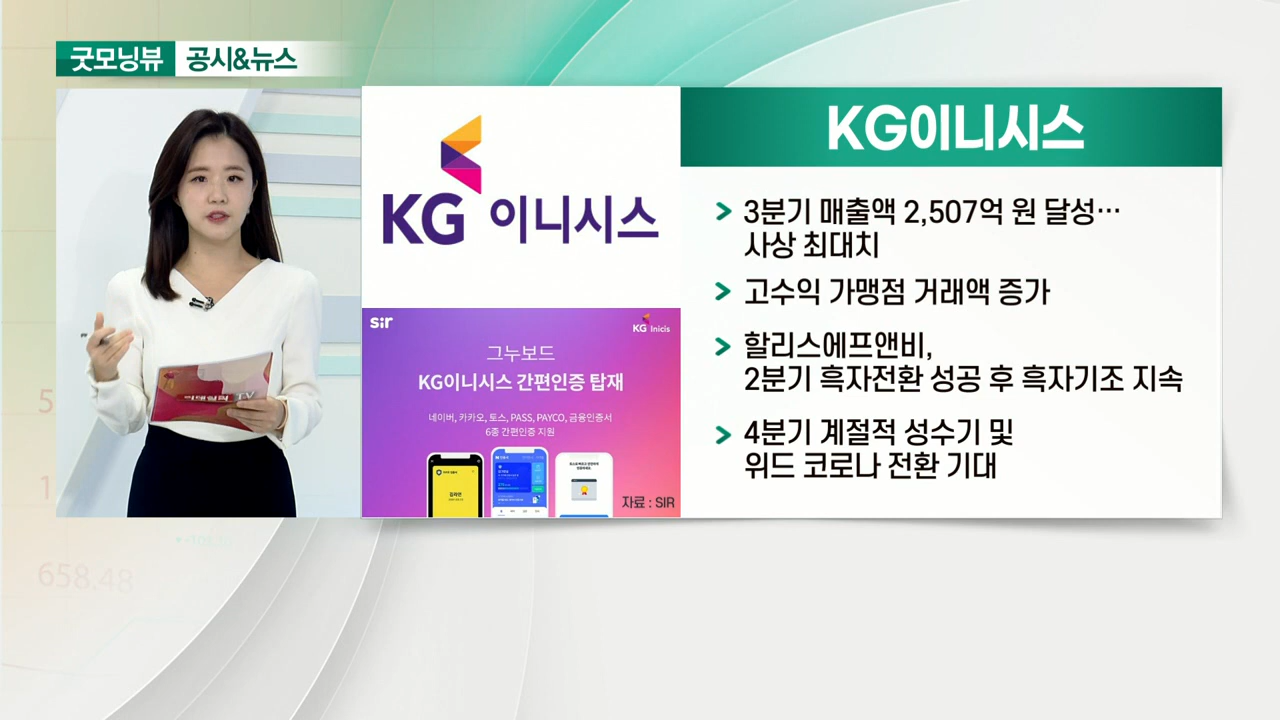 굿모닝뷰 공시&뉴스
KG 이니시스
sir
KG Inicis
그누보드
KG이니시스 간편인증 탑재
네이버, 카카오, 토스, PASS, PAYCO, 금융인증서
6종 간편인증 지원
자료 : SIR
이데일리 TV
KG이니시스
3분기 매출액 2,507억 원 달성…
사상 최대치
고수익 가맹점 거래액 증가
할리스에프앤비,
2분기 흑자전환 성공 후 흑자기조 지속
4분기 계절적 성수기 및
위드 코로나 전환 기대
658.48